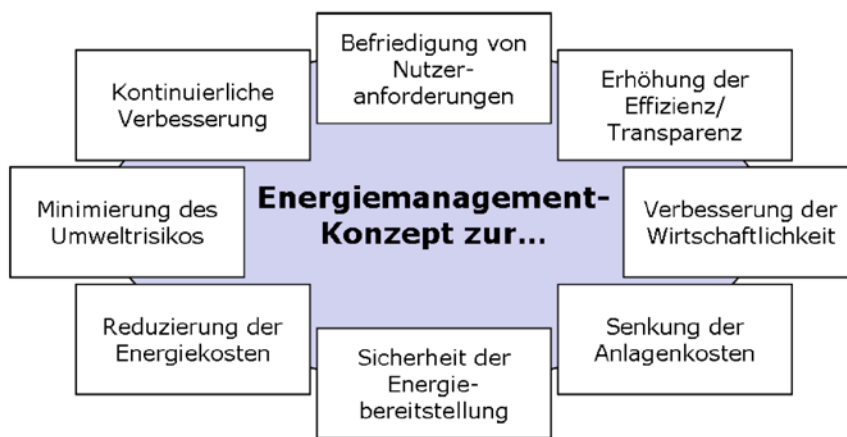 Befriedigung von
Nutzer-
anforderungen
Kontinuierliche
Verbesserung
Erhöhung der
Effizienz/
Transparenz
Minimierung des
Umweltrisikos
Energiemanagement-
Konzept zur...
Verbesserung der
Wirtschaftlichkeit
Reduzierung der
Energiekosten
Sicherheit der
Energie-
bereitstellung
Senkung der
Anlagenkosten